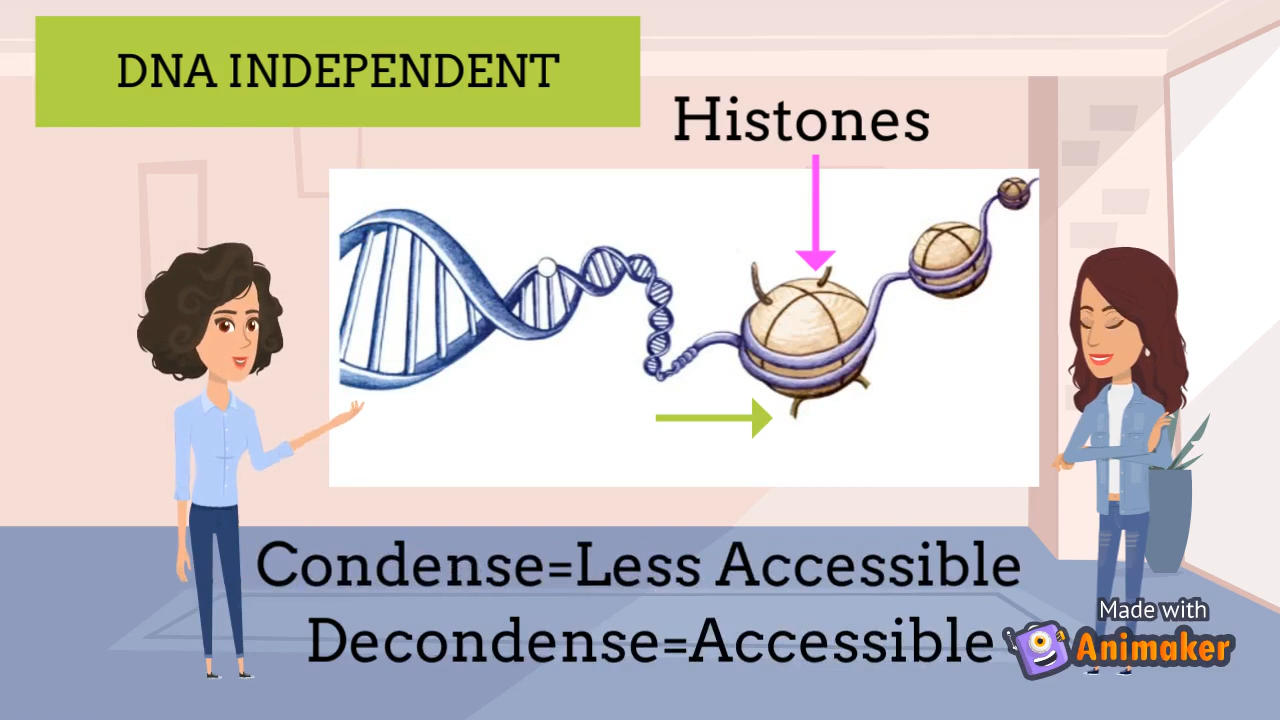 DNA INDEPENDENT
Histones
Condense=Less Accessible
Decondense=Accessible
Made with
Animaker